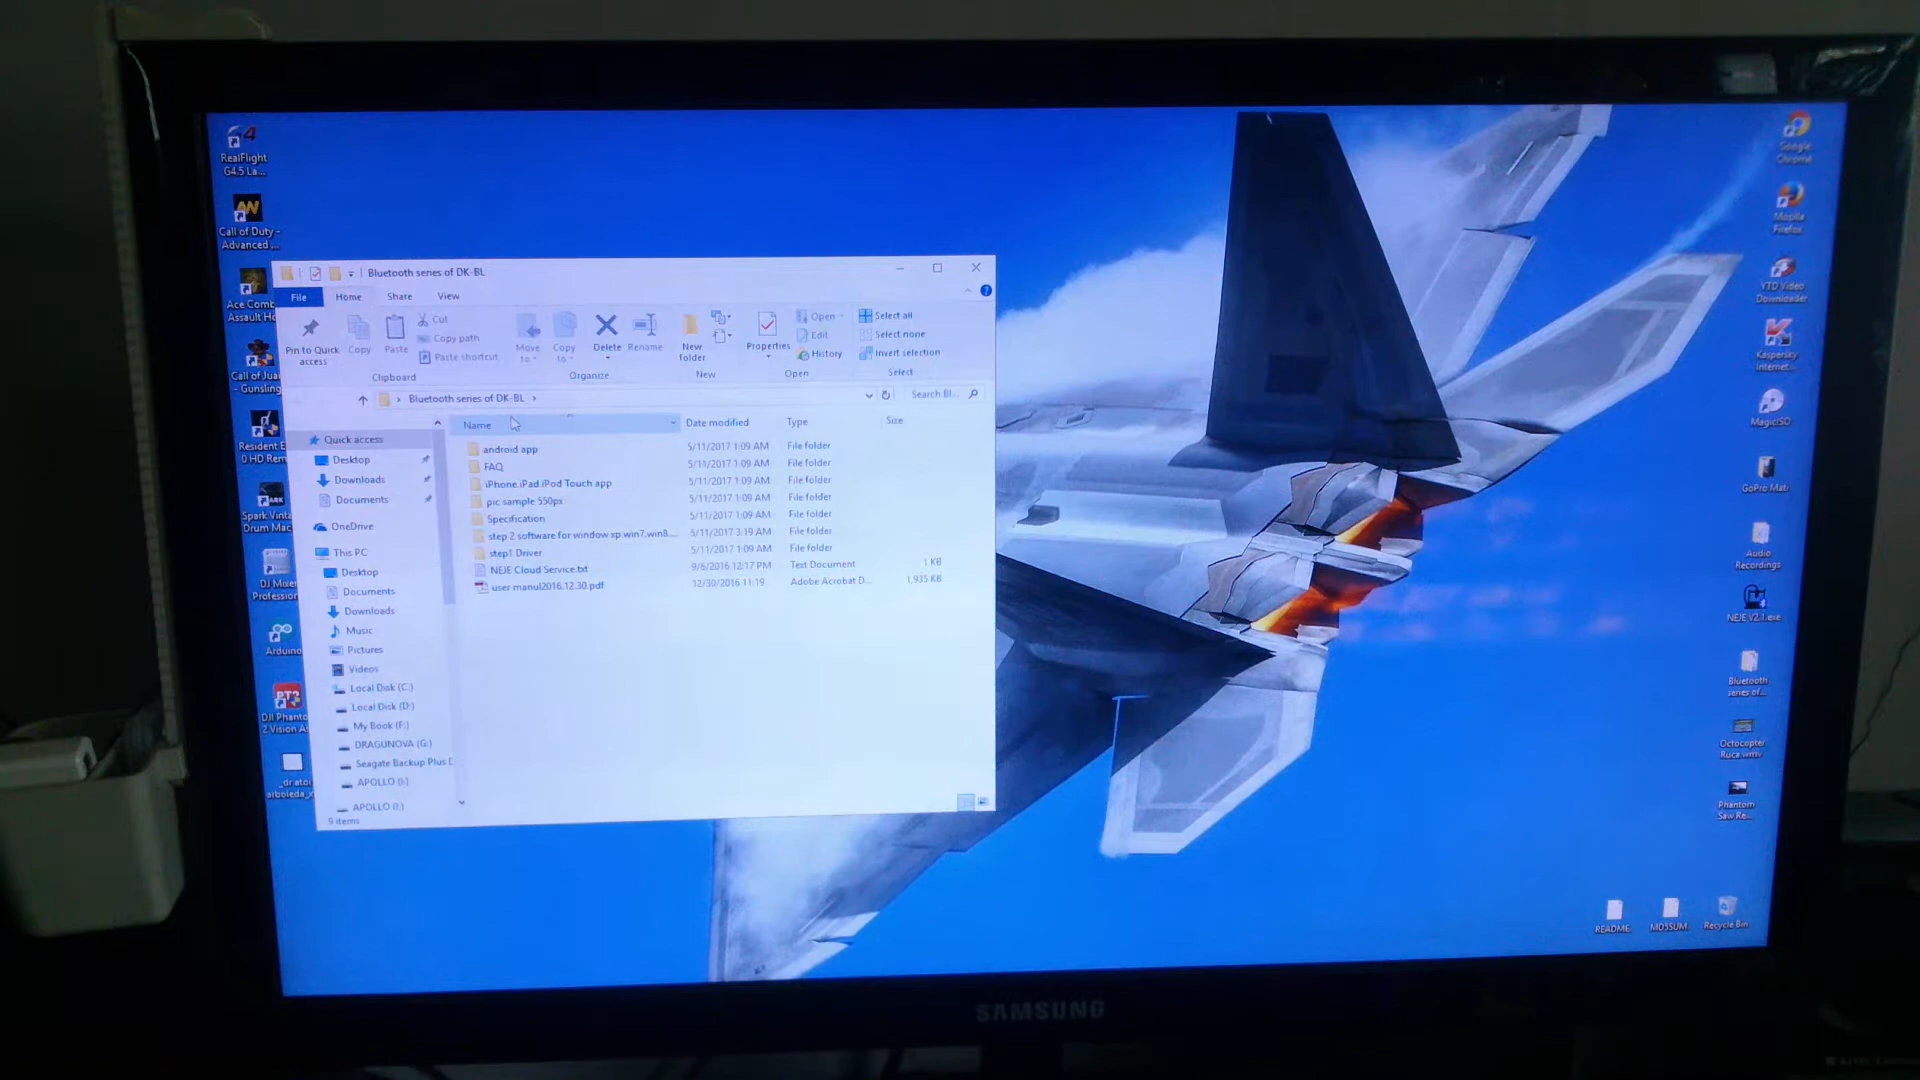 RealFlight
G4.5 La...
Call of Duty -
Advanced ...
Ace Comb
Assault Ho
Call of Jua
- Gunsling
Resident E
0 HD Rem
Spark Vinta
Drum Mac
DJ Mixe
Profession
Arduino
DJI Phanto
2 Vision As
_dr ato
arboleda_x
Bluetooth series of DK-BL
File Home Share View
Pin to Quick
access
Copy
Paste
Cut
Copy path
Paste shortcut
Clipboard
Move
to
Copy
to
Delete
Rename
Organize
New
folder
New
Properties
Open
Edit
History
Open
Select all
Select none
Invert selection
Select
Bluetooth series of DK-BL
Search Bl...
Quick access
Desktop
Downloads
Documents
OneDrive
This PC
Desktop
Documents
Downloads
Music
Pictures
Videos
Local Disk (C:)
Local Disk (D:)
My Book (F:)
DRAGUNOVA (G:)
Seagate Backup Plus D
APOLLO (I:)
APOLLO (I:)
9 items
Name Date modified Type Size
android app 5/11/2017 1:09 AM File folder
FAQ 5/11/2017 1:09 AM File folder
iPhone.iPad.iPod Touch app 5/11/2017 1:09 AM File folder
pic sample 550px 5/11/2017 1:09 AM File folder
Specification 5/11/2017 1:09 AM File folder
step 2 software for window xp.win7.win8.... 5/11/2017 3:19 AM File folder
step1 Driver 5/11/2017 1:09 AM File folder
NEJE Cloud Service.txt 9/6/2016 12:17 PM Text Document 1 KB
user manul2016.12.30.pdf 12/30/2016 11:19 Adobe Acrobat D... 1,935 KB
Google
Chrome
Mozilla
Firefox
YTD Video
Downloader
Kaspersky
Internet...
MagicISO
GoPro Mati
Audio
Recordings
NEJE V2.1.exe
Bluetooth
series of...
Octocopter
Ruca.wmv
Phantom
Saw Re...
README
MD5SUM
Recycle Bin
SAMSUNG